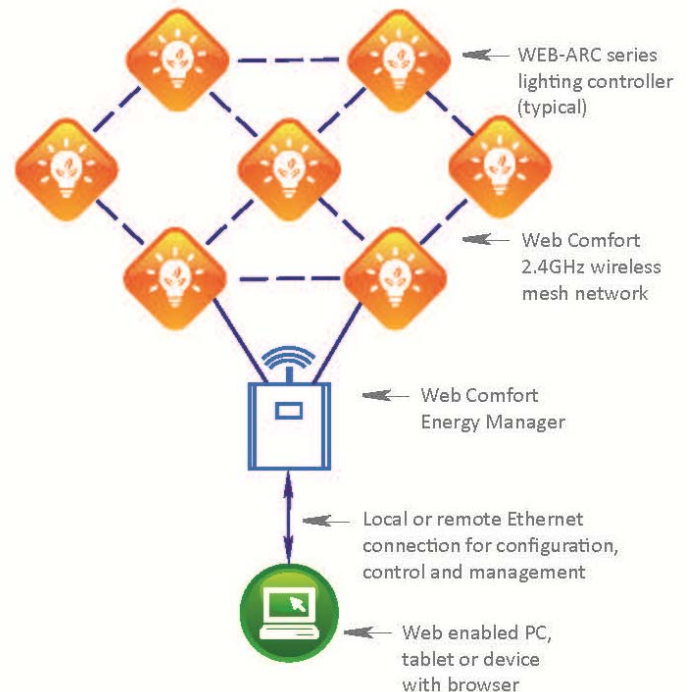 WEB-ARC series
lighting controller
(typical)
Web Comfort
2.4GHz wireless
mesh network
Web Comfort
Energy Manager
Local or remote Ethernet
connection for configuration,
control and management
Web enabled PC,
tablet or device
with browser